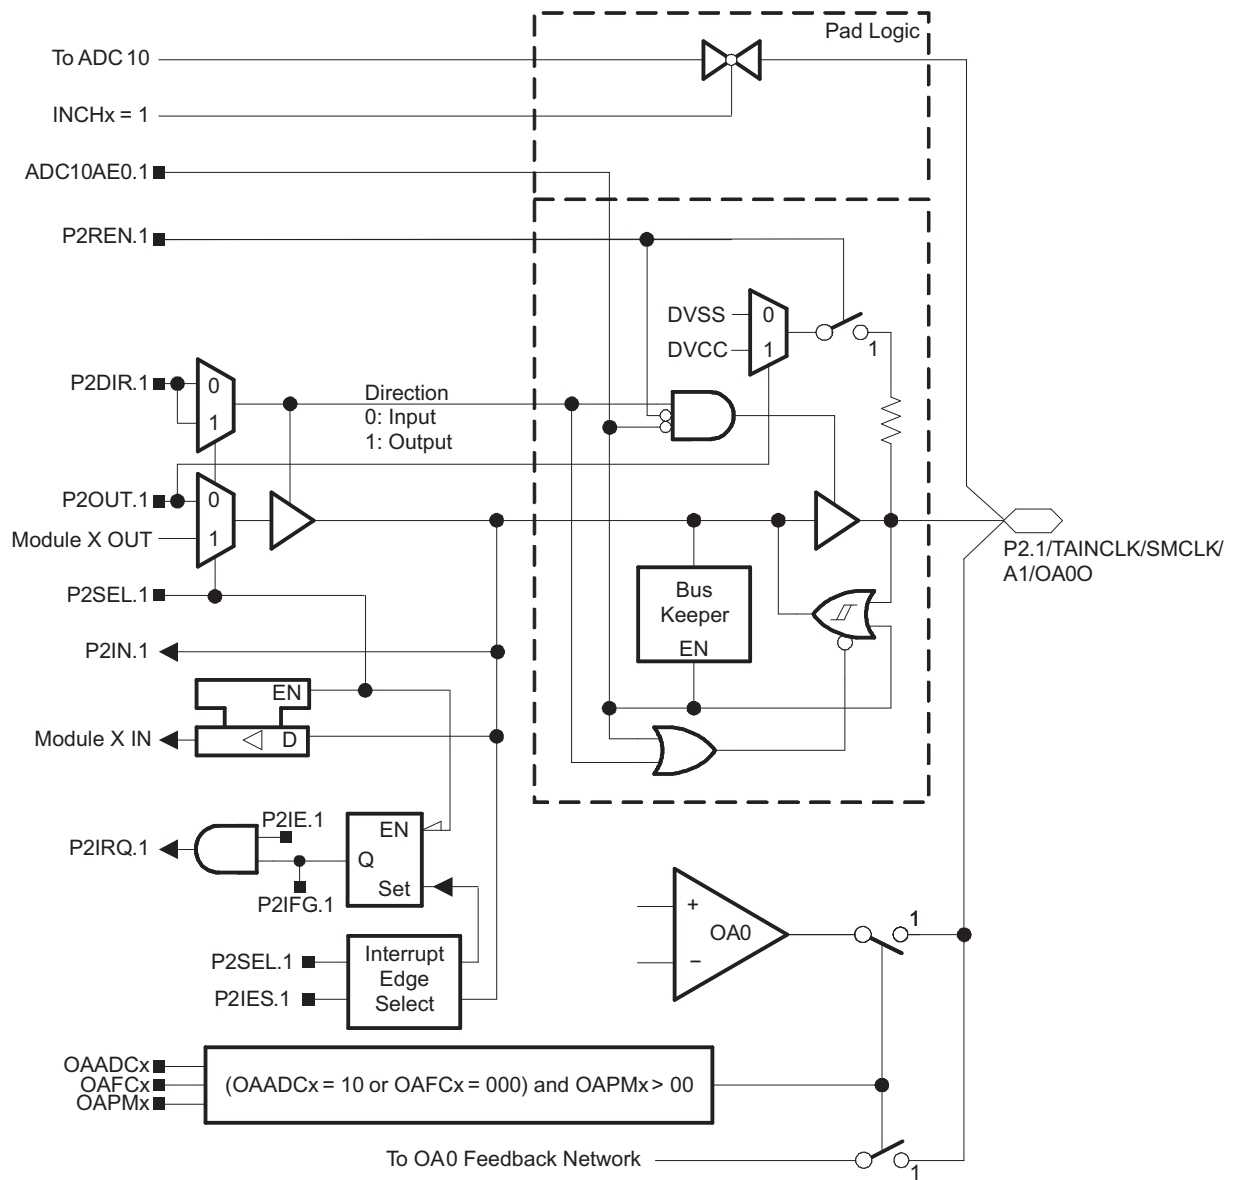 Pad Logic
To ADC 10
INCHx = 1
ADC10AE0.1
P2REN.1
DVSS
0
DVCC
1
1
P2DIR.1
0
1
Direction
0: Input
1: Output
P2OUT.1
0
Module X OUT
1
P2.1/TAINCLK/SMCLK/
A1/OA0O
P2SEL.1
Bus
Keeper
EN
P2IN.1
EN
Module X IN
D
P2IE.1
P2IRQ.1
EN
Q
Set
P2IFG.1
+
OA0
−
1
P2SEL.1
P2IES.1
Interrupt
Edge
Select
OAADCx
OAFCx
OAPMx
(OAADCx = 10 or OAFCx = 000) and OAPMx > 00
To OA0 Feedback Network
1